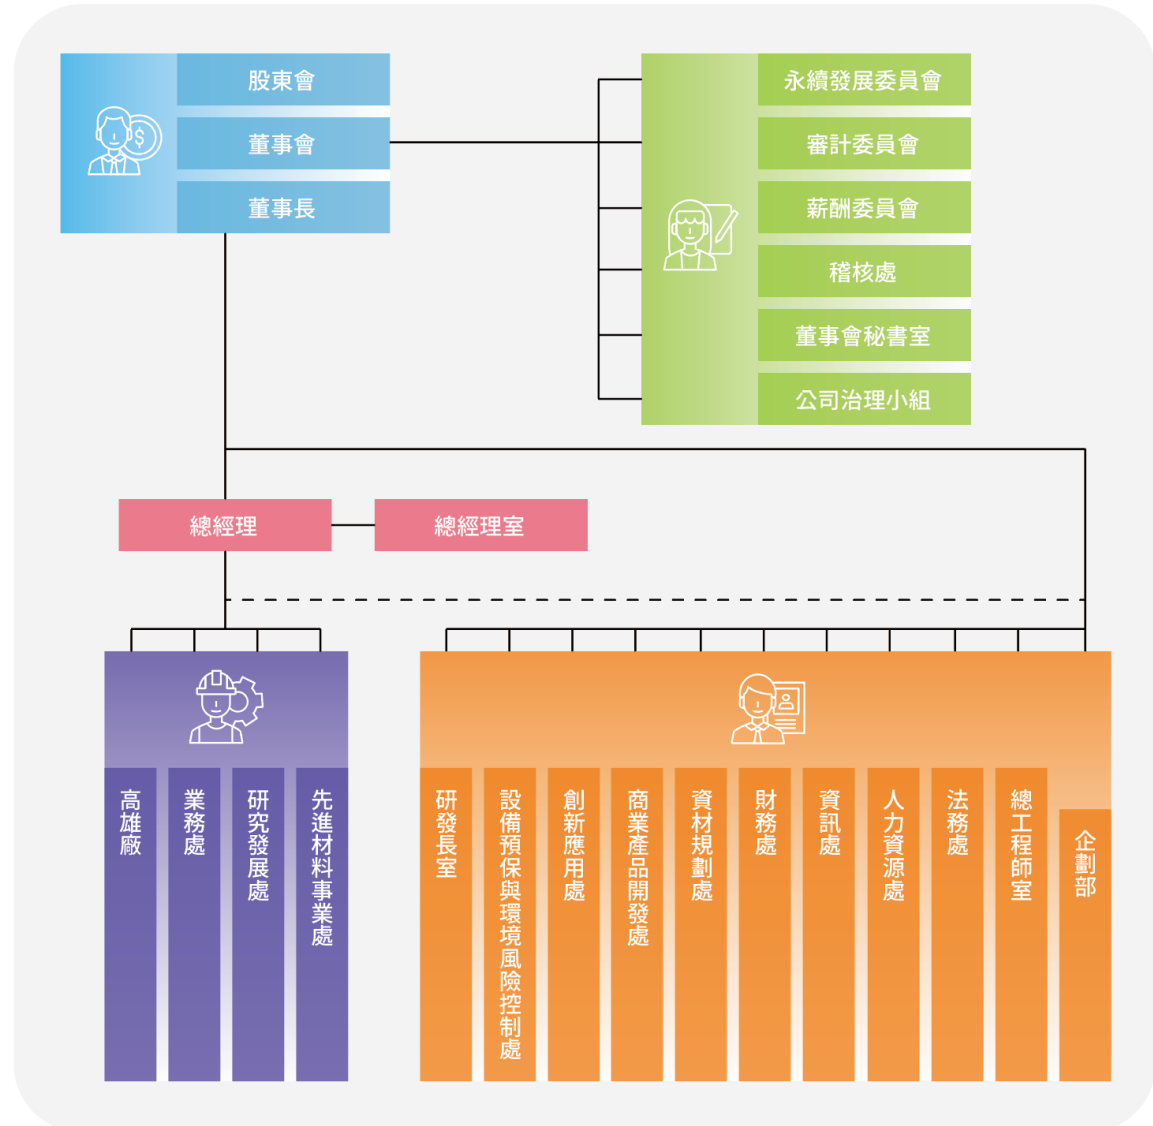 股東會
董事會
董事長
永續發展委員會
審計委員會
薪酬委員會
稽核處
董事會秘書室
公司治理小組
總經理
總經理室
高雄廠
業務處
研究發展處
先進材料事業處
研發長室
設備預保與環境風險控制處
創新應用處
商業產品開發處
資材規劃處
財務處
資訊處
人力資源處
法務處
總工程師室
企劃部